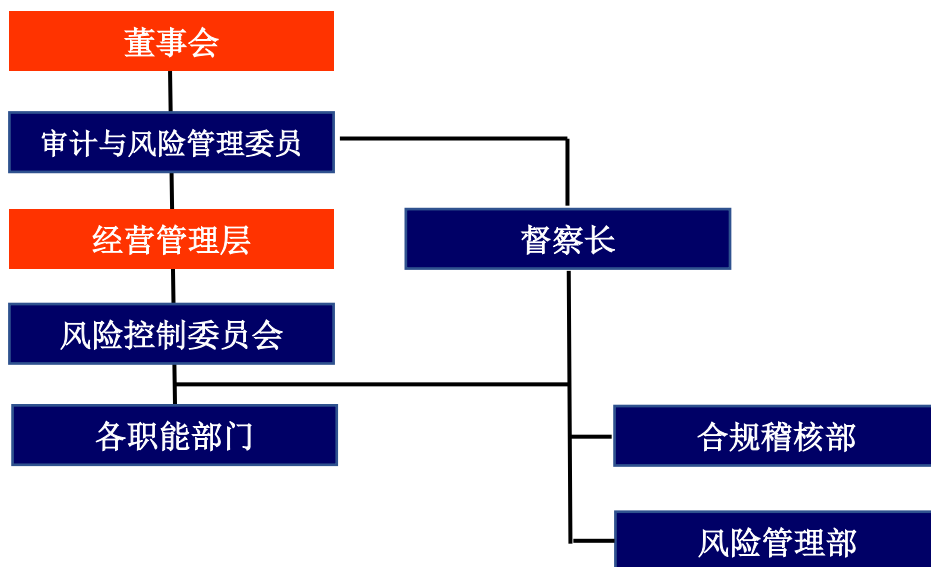 董事会
审计与风险管理委员
经营管理层
督察长
风险控制委员会
各职能部门
合规稽核部
风险管理部